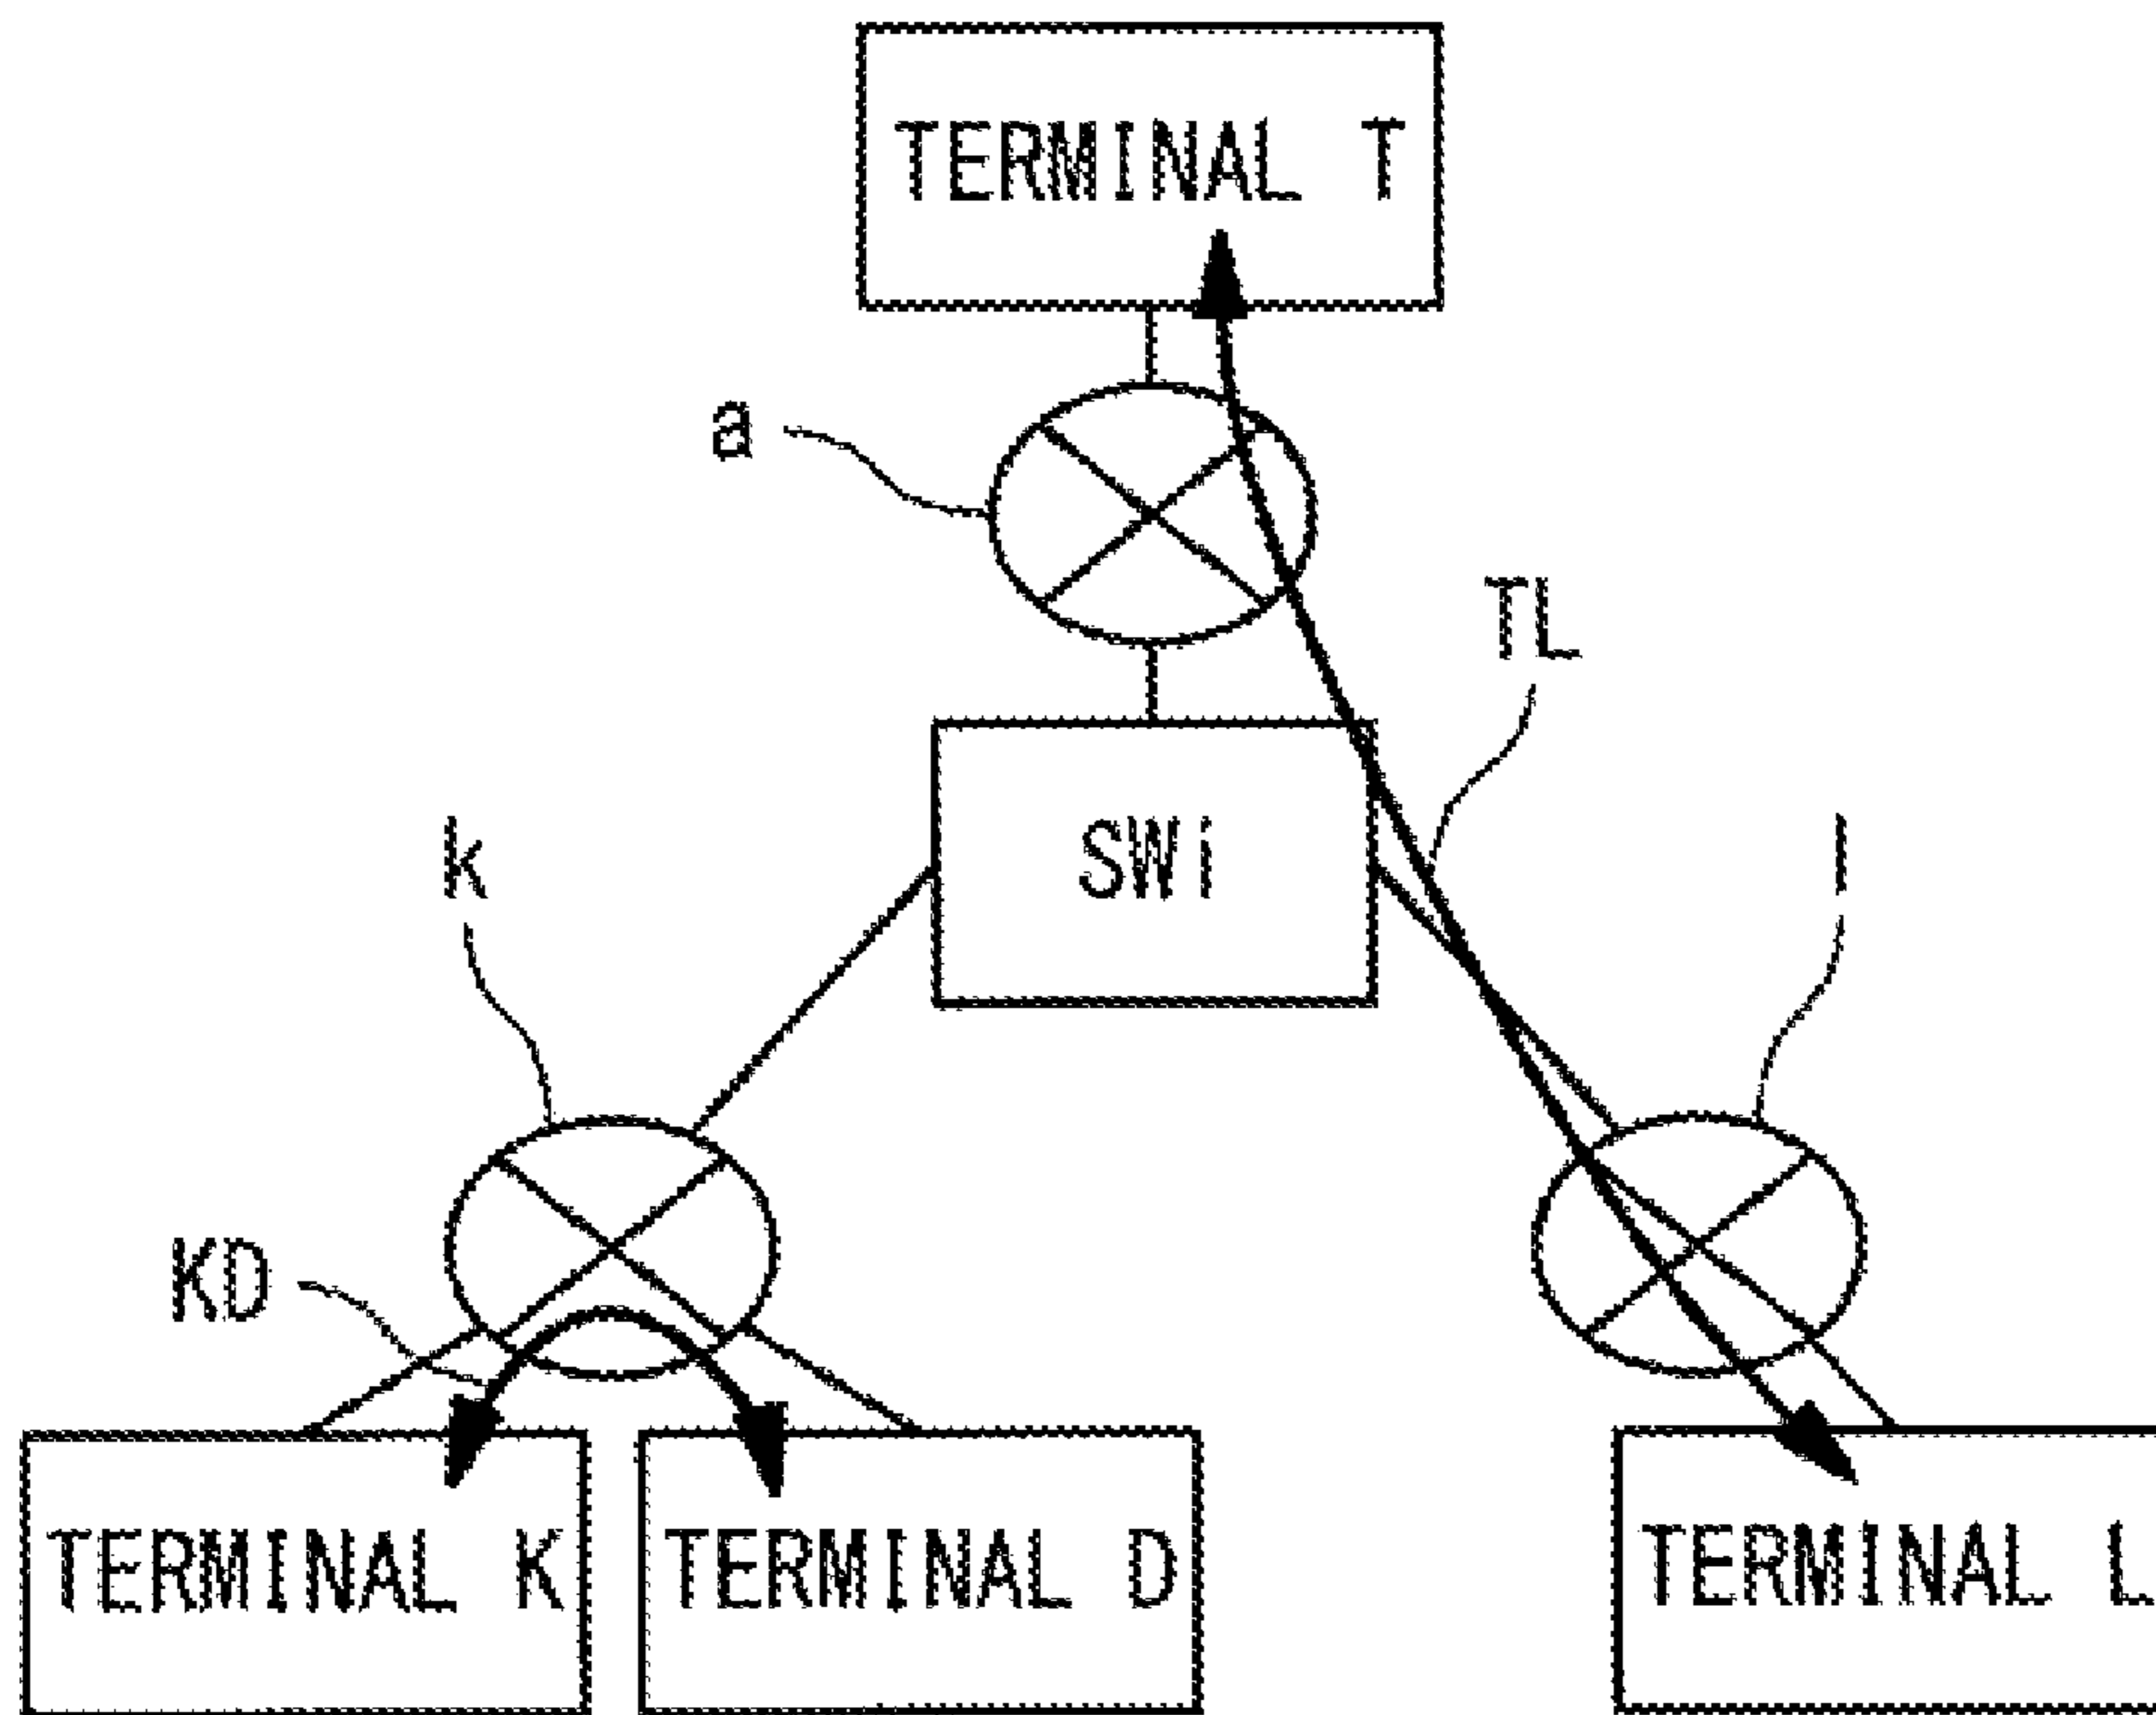 TERMINAL T
a
TL
SWi
k
l
KD
TERMINAL K
TERMINAL D
TERMINAL L